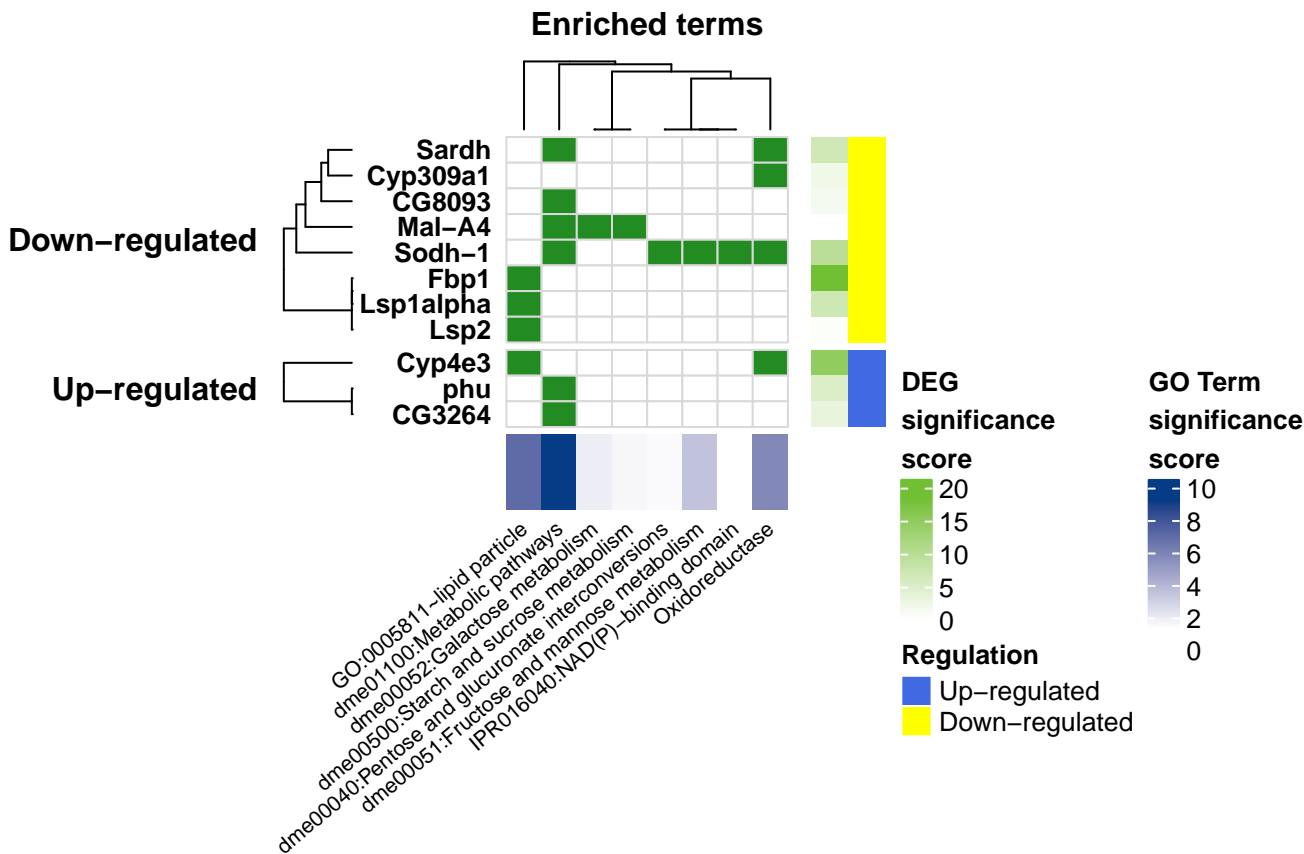 Enriched terms
Down−regulated
Up−regulated
Sardh
Cyp309a1
CG8093
Mal−A4
Sodh−1
Fbp1
Lsp1alpha
Lsp2
Cyp4e3
phu
CG3264
GO:0005811~lipid particle
dme01100:Metabolic pathways
dme00052:Galactose metabolism
dme00500:Starch and sucrose metabolism
dme00040:Pentose and glucuronate interconversions
dme00051:Fructose and mannose metabolism
IPR016040:NAD(P)−binding domain
Oxidoreductase
DEG
significance
score
20
15
10
5
0
GO Term
significance
score
10
8
6
4
2
0
Regulation
Up−regulated
Down−regulated